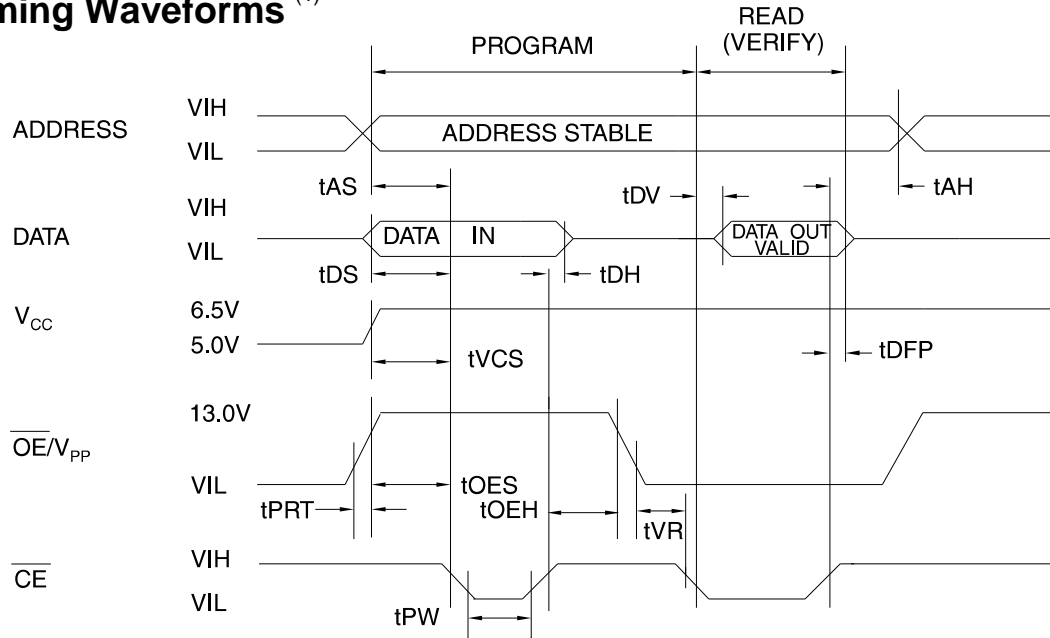 ming Waveforms (1)
PROGRAM
READ
(VERIFY)
ADDRESS
VIH
VIL
ADDRESS STABLE
tAS
tDV
tAH
DATA
VIH
VIL
DATA IN
DATA OUT
VALID
tDS
tDH
VCC
6.5V
5.0V
tVCS
tDFP
OE/VPP
13.0V
VIL
tPRT
tOES
tOEH
tVR
CE
VIH
VIL
tPW